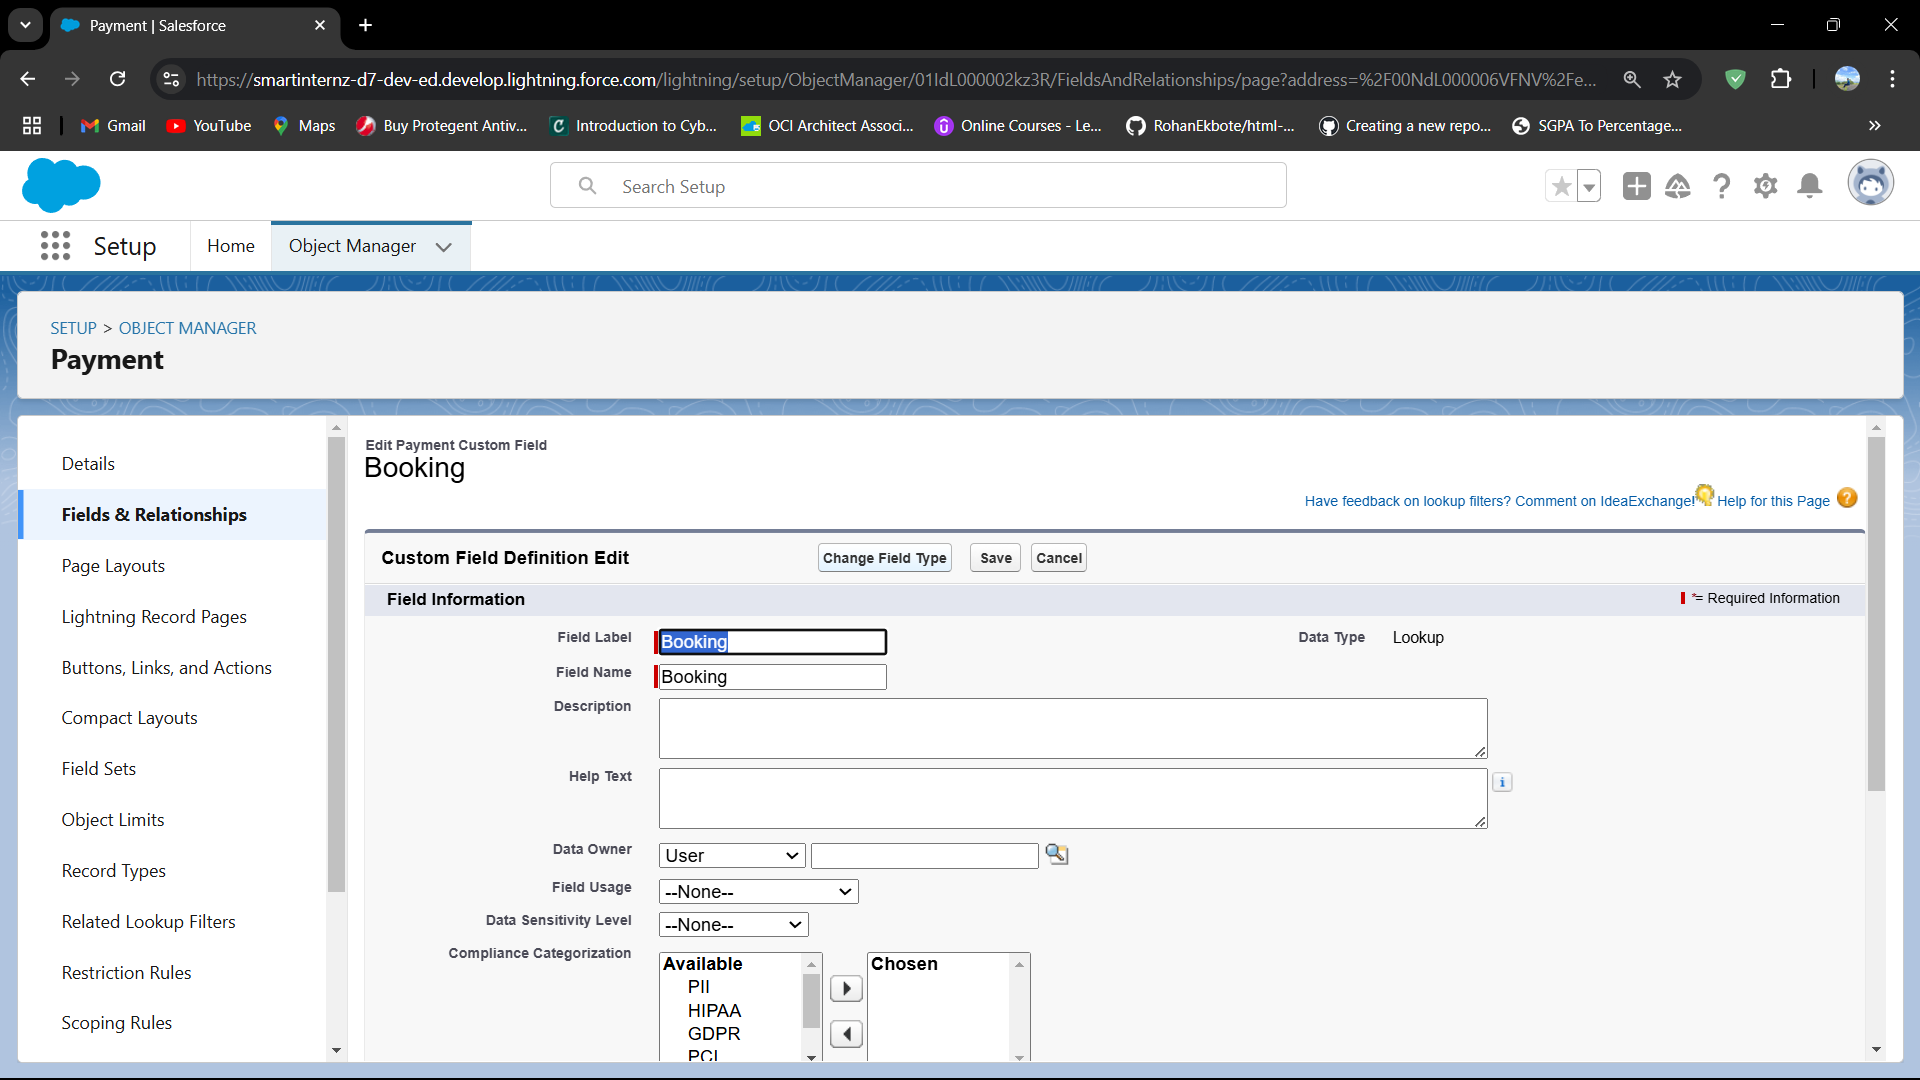 Payment | Salesforce
https://smartinternz-d7-dev-ed.develop.lightning.force.com/lightning/setup/ObjectManager/01IdL000002kz3R/FieldsAndRelationships/page?address=%2F00NdL000006VFNV%2Fe...
Gmail YouTube Maps Buy Protegent Antiv... Introduction to Cyb... OCI Architect Associ... Online Courses - Le... RohanEkbote/html-... Creating a new repo... SGPA To Percentage...
Search Setup
Setup Home Object Manager
SETUP > OBJECT MANAGER
Payment
Details
Fields & Relationships
Page Layouts
Lightning Record Pages
Buttons, Links, and Actions
Compact Layouts
Field Sets
Object Limits
Record Types
Related Lookup Filters
Restriction Rules
Scoping Rules
Edit Payment Custom Field
Booking
Have feedback on lookup filters? Comment on IdeaExchange! Help for this Page ?
Custom Field Definition Edit Change Field Type Save Cancel
Field Information *= Required Information
Field Label Booking Data Type Lookup
Field Name Booking
Description
Help Text i
Data Owner User
Field Usage --None--
Data Sensitivity Level --None--
Compliance Categorization
Available Chosen
PII
HIPAA
GDPR
PCI